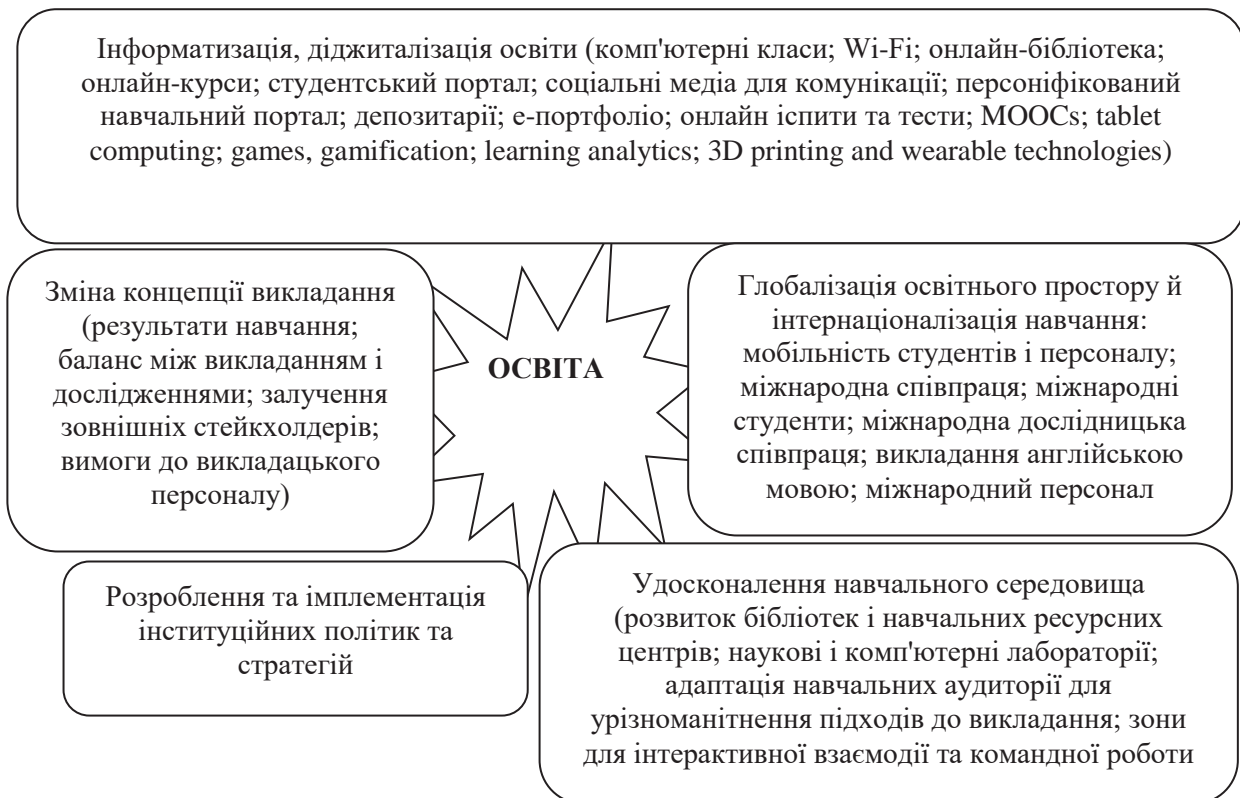 Інформатизація, діджиталізація освіти (комп'ютерні класи; Wi-Fi; онлайн-бібліотека;
онлайн-курси; студентський портал; соціальні медіа для комунікації; персоніфікований
навчальний портал; депозитарії; е-портфоліо; онлайн іспити та тести; MOOCs; tablet
computing; games, gamification; learning analytics; 3D printing and wearable technologies)
Зміна концепції викладання
(результати навчання;
баланс між викладанням і
дослідженнями; залучення
зовнішніх стейкхолдерів;
вимоги до викладацького
персоналу)
ОСВІТА
Глобалізація освітнього простору й
інтернаціоналізація навчання:
мобільність студентів і персоналу;
міжнародна співпраця; міжнародні
студенти; міжнародна дослідницька
співпраця; викладання англійською
мовою; міжнародний персонал
Розроблення та імплементація
інституційних політик та
стратегій
Удосконалення навчального середовища
(розвиток бібліотек і навчальних ресурсних
центрів; наукові і комп'ютерні лабораторії;
адаптація навчальних аудиторії для
урізноманітнення підходів до викладання; зони
для інтерактивної взаємодії та командної роботи